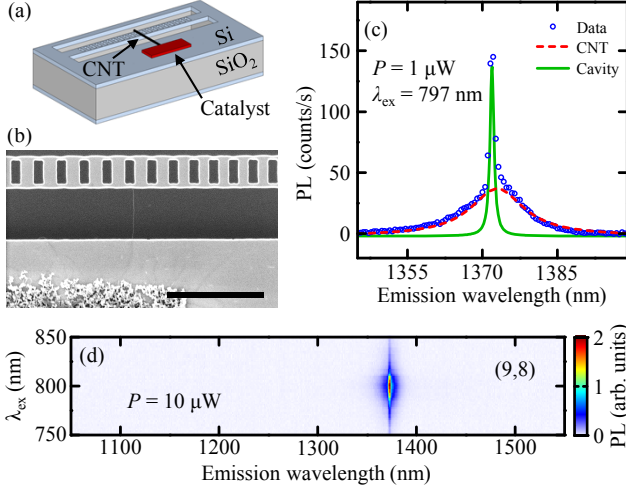 (a)
Si
CNT
SiO₂
Catalyst
(b)
(c)
Data
CNT
Cavity
P = 1 μW
λex = 797 nm
PL (counts/s)
150
100
50
0
1355 1370 1385
Emission wavelength (nm)
(d)
(9,8)
P = 10 μW
λex (nm)
850
800
750
1100 1200 1300 1400 1500
Emission wavelength (nm)
2
1
0
PL (arb. units)